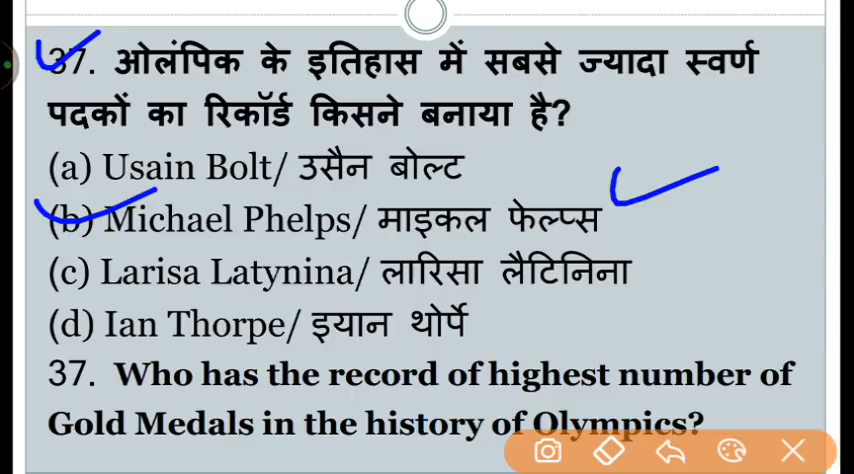 37. ओलंपिक के इतिहास में सबसे ज्यादा स्वर्ण
पदकों का रिकॉर्ड किसने बनाया है?
(a) Usain Bolt/ उसैन बोल्ट
(b) Michael Phelps/ माइकल फेल्प्स
(c) Larisa Latynina/ लारिसा लैटिनिना
(d) Ian Thorpe/ इयान थोर्पे
37. Who has the record of highest number of
Gold Medals in the history of Olympics?